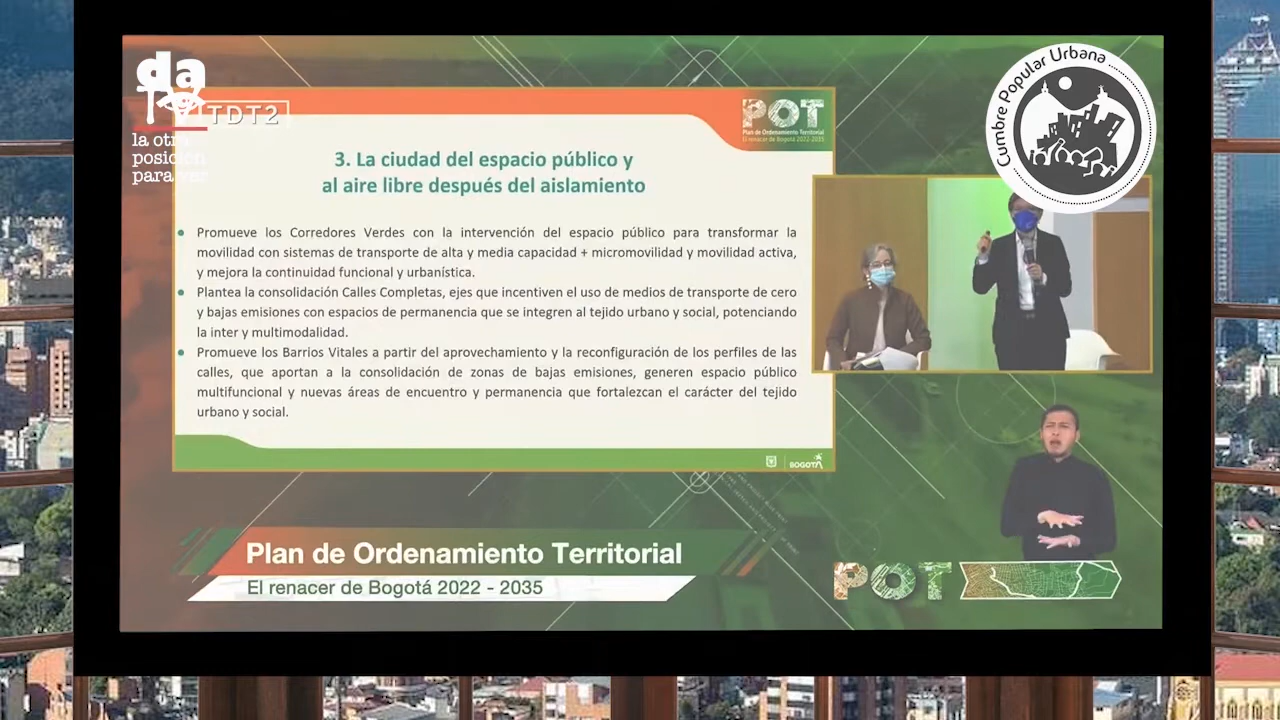 da
TDT2
la otra
posición
para ver
Cumbre Popular Urbana
POT
Plan de Ordenamiento Territorial
El renacer de Bogotá 2022-2035
3. La ciudad del espacio público y
al aire libre después del aislamiento
Promueve los Corredores Verdes con la intervención del espacio público para transformar la
movilidad con sistemas de transporte de alta y media capacidad + micromovilidad y movilidad activa,
y mejora la continuidad funcional y urbanística.
Plantea la consolidación Calles Completas, ejes que incentiven el uso de medios de transporte de cero
y bajas emisiones con espacios de permanencia que se integren al tejido urbano y social, potenciando
la inter y multimodalidad.
Promueve los Barrios Vitales a partir del aprovechamiento y la reconfiguración de los perfiles de las
calles, que aportan a la consolidación de zonas de bajas emisiones, generen espacio público
multifuncional y nuevas áreas de encuentro y permanencia que fortalezcan el carácter del tejido
urbano y social.
BOGOTÁ
Plan de Ordenamiento Territorial
El renacer de Bogotá 2022 - 2035
POT